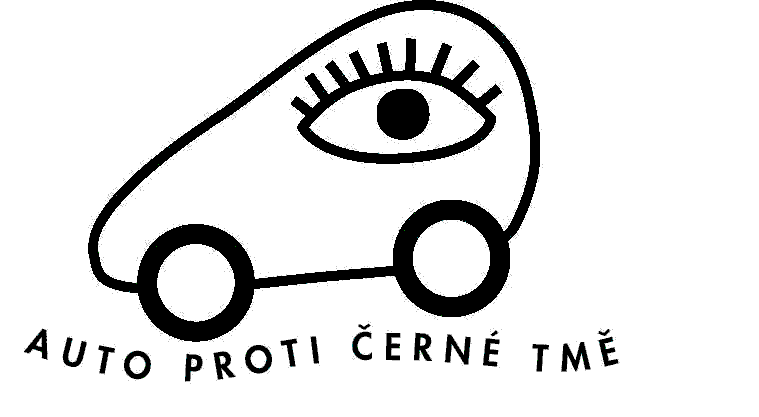 AUTO PROTI ČERNÉ TMĚ